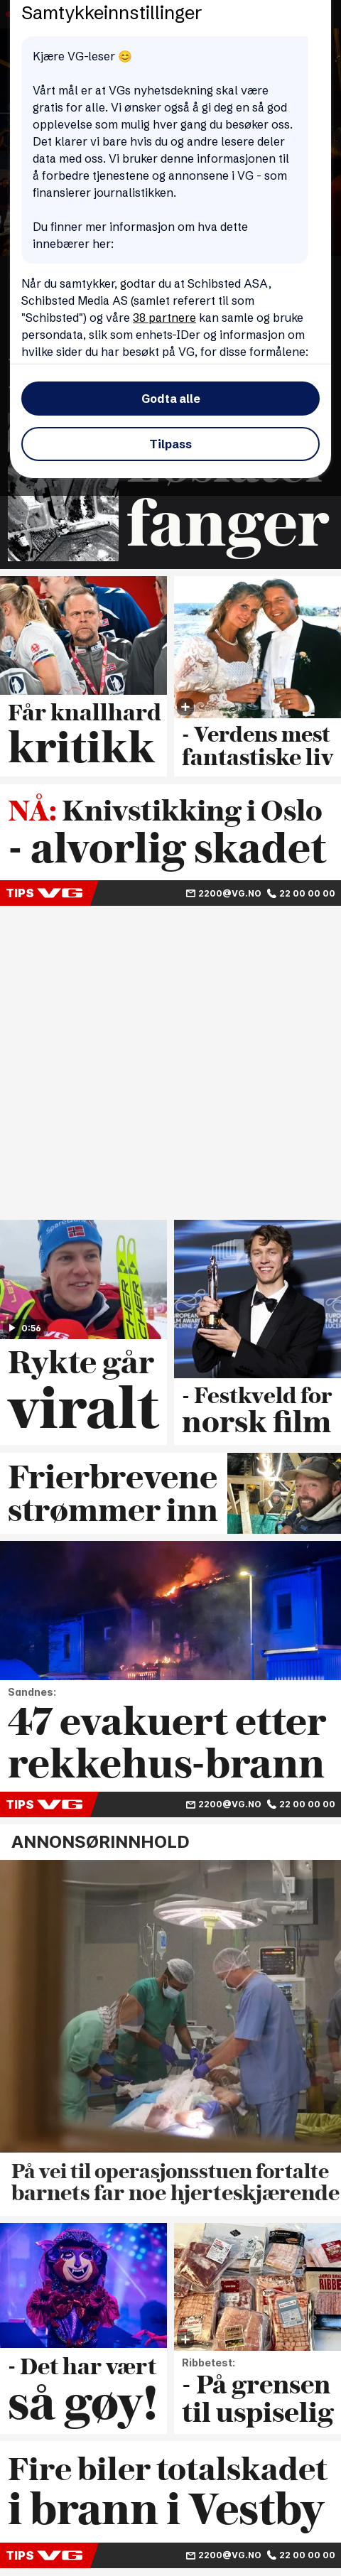 Samtykkeinnstillinger
Kjære VG-leser 😊
Vårt mål er at VGs nyhetsdekning skal være
gratis for alle. Vi ønsker også å gi deg en så god
opplevelse som mulig hver gang du besøker oss.
Det klarer vi bare hvis du og andre lesere deler
data med oss. Vi bruker denne informasjonen til
å forbedre tjenestene og annonsene i VG - som
finansierer journalistikken.
Du finner mer informasjon om hva dette
innebærer her:
Når du samtykker, godtar du at Schibsted ASA,
Schibsted Media AS (samlet referert til som
"Schibsted") og våre 38 partnere kan samle og bruke
persondata, slik som enhets-IDer og informasjon om
hvilke sider du har besøkt på VG, for disse formålene:
Godta alle
Tilpass
Løslater
fanger
Får knallhard
kritikk
- Verdens mest
fantastiske liv
NÅ: Knivstikking i Oslo
- alvorlig skadet
TIPS VG 2200@VG.NO 22 00 00 00
0:56
Rykte går
viralt
- Festkveld for
norsk film
Frierbrevene
strømmer inn
Sandnes:
47 evakuert etter
rekkehus-brann
TIPS VG 2200@VG.NO 22 00 00 00
ANNONSØRINNHOLD
På vei til operasjonsstuen fortalte
barnets far noe hjerteskjærende
- Det har vært
så gøy!
Ribbetest:
- På grensen
til uspiselig
Fire biler totalskadet
i brann i Vestby
TIPS VG 2200@VG.NO 22 00 00 00